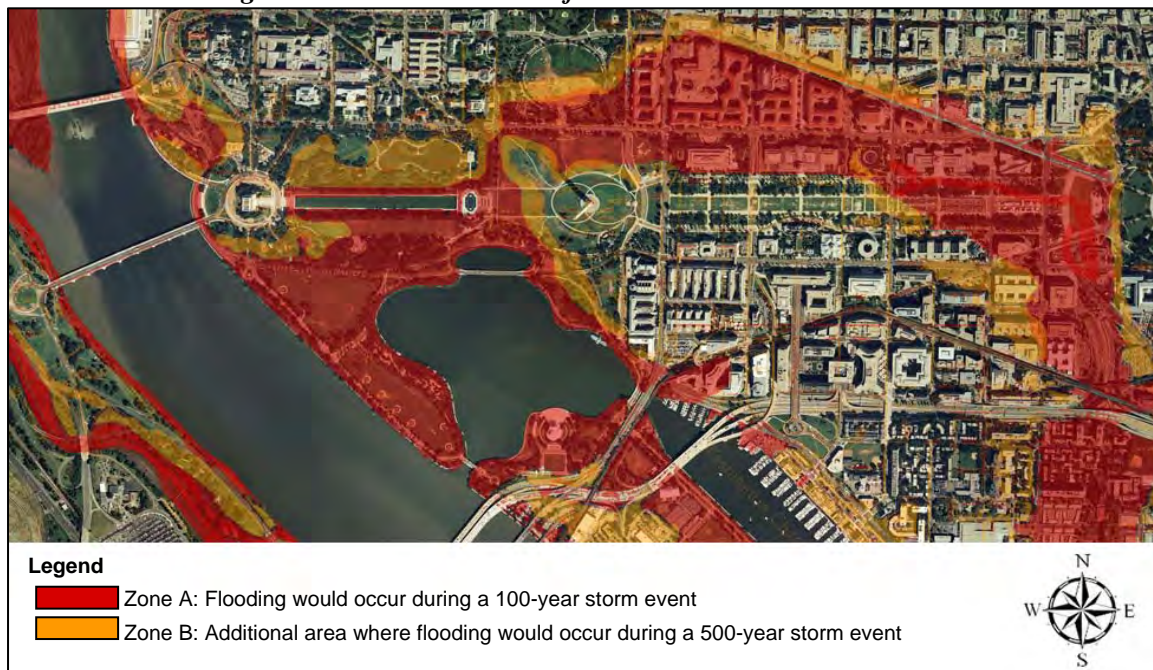 Legend
Zone A: Flooding would occur during a 100-year storm event
Zone B: Additional area where flooding would occur during a 500-year storm event
N
W E
S